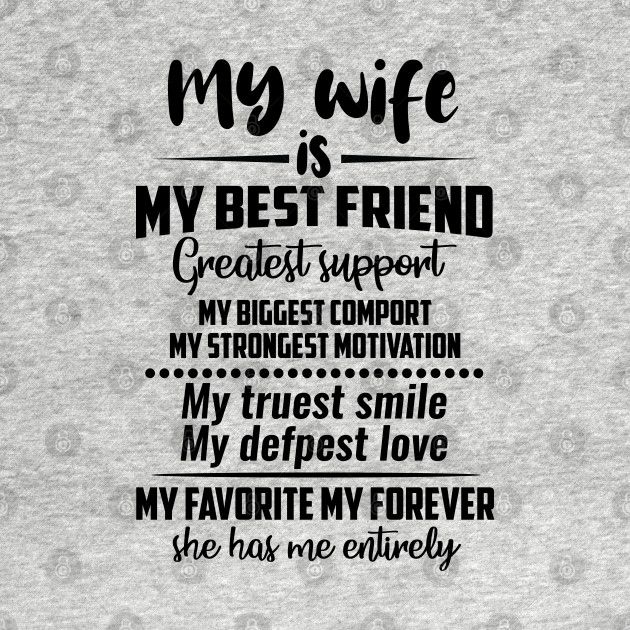 My wife
is
MY BEST FRIEND
Greatest support
MY BIGGEST COMPORT
MY STRONGEST MOTIVATION
My truest smile
My defpest love
MY FAVORITE MY FOREVER
she has me entirely